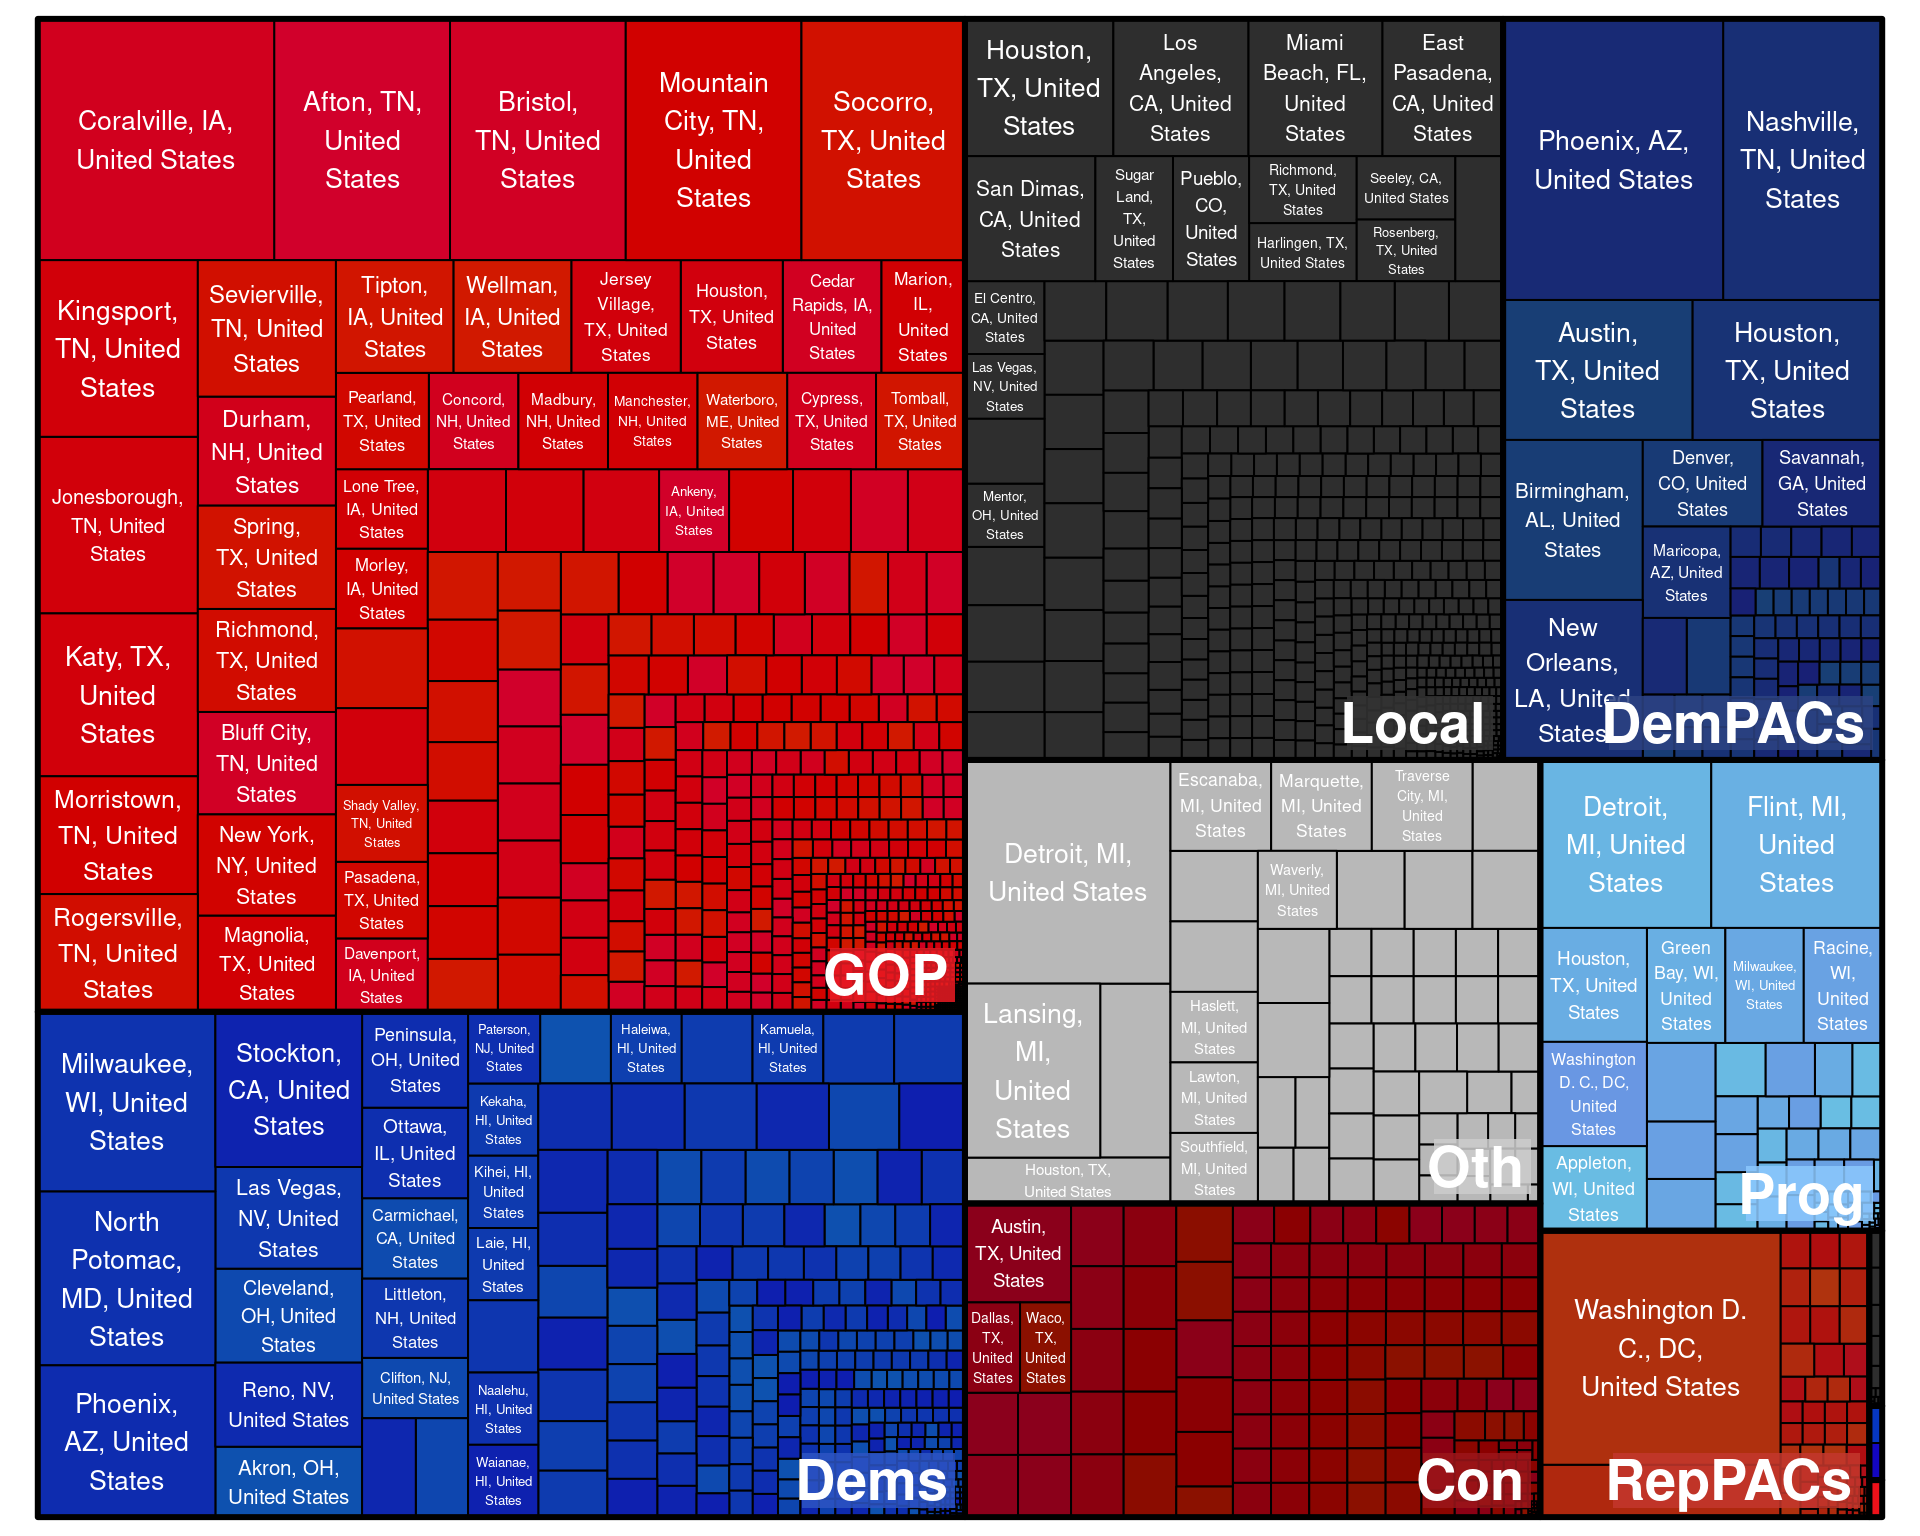 Coralville, IA,
United States
Afton, TN,
United
States
Bristol,
TN, United
States
Mountain
City, TN,
United
States
Socorro,
TX, United
States
Kingsport,
TN, United
States
Jonesborough,
TN, United
States
Katy, TX,
United
States
Morristown,
TN, United
States
Rogersville,
TN, United
States
Sevierville,
TN, United
States
Durham,
NH, United
States
Spring,
TX, United
States
Richmond,
TX, United
States
Bluff City,
TN, United
States
New York,
NY, United
States
Magnolia,
TX, United
States
Tipton,
IA, United
States
Wellman,
IA, United
States
Jersey
Village,
TX, United
States
Houston,
TX, United
States
Cedar
Rapids, IA,
United
States
Marion,
IL,
United
States
Pearland,
TX, United
States
Concord,
NH, United
States
Madbury,
NH, United
States
Manchester,
NH, United
States
Waterboro,
ME, United
States
Cypress,
TX, United
States
Tomball,
TX, United
States
Lone Tree,
IA, United
States
Ankeny,
IA, United
States
Morley,
IA, United
States
Shady Valley,
TN, United
States
Pasadena,
TX, United
States
Davenport,
IA, United
States
GOP
Houston,
TX, United
States
Los
Angeles,
CA, United
States
Miami
Beach, FL,
United
States
East
Pasadena,
CA, United
States
San Dimas,
CA, United
States
Sugar
Land,
TX,
United
States
Pueblo,
CO,
United
States
Richmond,
TX, United
States
Harlingen, TX,
United States
Seeley, CA,
United States
Rosenberg,
TX, United
States
El Centro,
CA, United
States
Las Vegas,
NV, United
States
Mentor,
OH, United
States
Local
Phoenix, AZ,
United States
Nashville,
TN, United
States
Austin,
TX, United
States
Houston,
TX, United
States
Birmingham,
AL, United
States
Denver,
CO, United
States
Savannah,
GA, United
States
Maricopa,
AZ, United
States
New
Orleans,
LA, United
States
DemPACs
Detroit, MI,
United States
Lansing,
MI,
United
States
Houston, TX,
United States
Escanaba,
MI, United
States
Marquette,
MI, United
States
Traverse
City, MI,
United
States
Waverly,
MI, United
States
Haslett,
MI, United
States
Lawton,
MI, United
States
Southfield,
MI, United
States
Oth
Detroit,
MI, United
States
Flint, MI,
United
States
Houston,
TX, United
States
Green
Bay, WI,
United
States
Milwaukee,
WI, United
States
Racine,
WI,
United
States
Washington
D. C., DC,
United
States
Appleton,
WI, United
States
Prog
Milwaukee,
WI, United
States
North
Potomac,
MD, United
States
Phoenix,
AZ, United
States
Stockton,
CA, United
States
Las Vegas,
NV, United
States
Cleveland,
OH, United
States
Reno, NV,
United States
Akron, OH,
United States
Peninsula,
OH, United
States
Ottawa,
IL, United
States
Carmichael,
CA, United
States
Littleton,
NH, United
States
Clifton, NJ,
United States
Paterson,
NJ, United
States
Haleiwa,
HI, United
States
Kamuela,
HI, United
States
Kekaha,
HI, United
States
Kihei, HI,
United
States
Laie, HI,
United
States
Naalehu,
HI, United
States
Waianae,
HI, United
States
Dems
Austin,
TX, United
States
Dallas,
TX,
United
States
Waco,
TX,
United
States
Con
Washington D.
C., DC,
United States
RepPACs